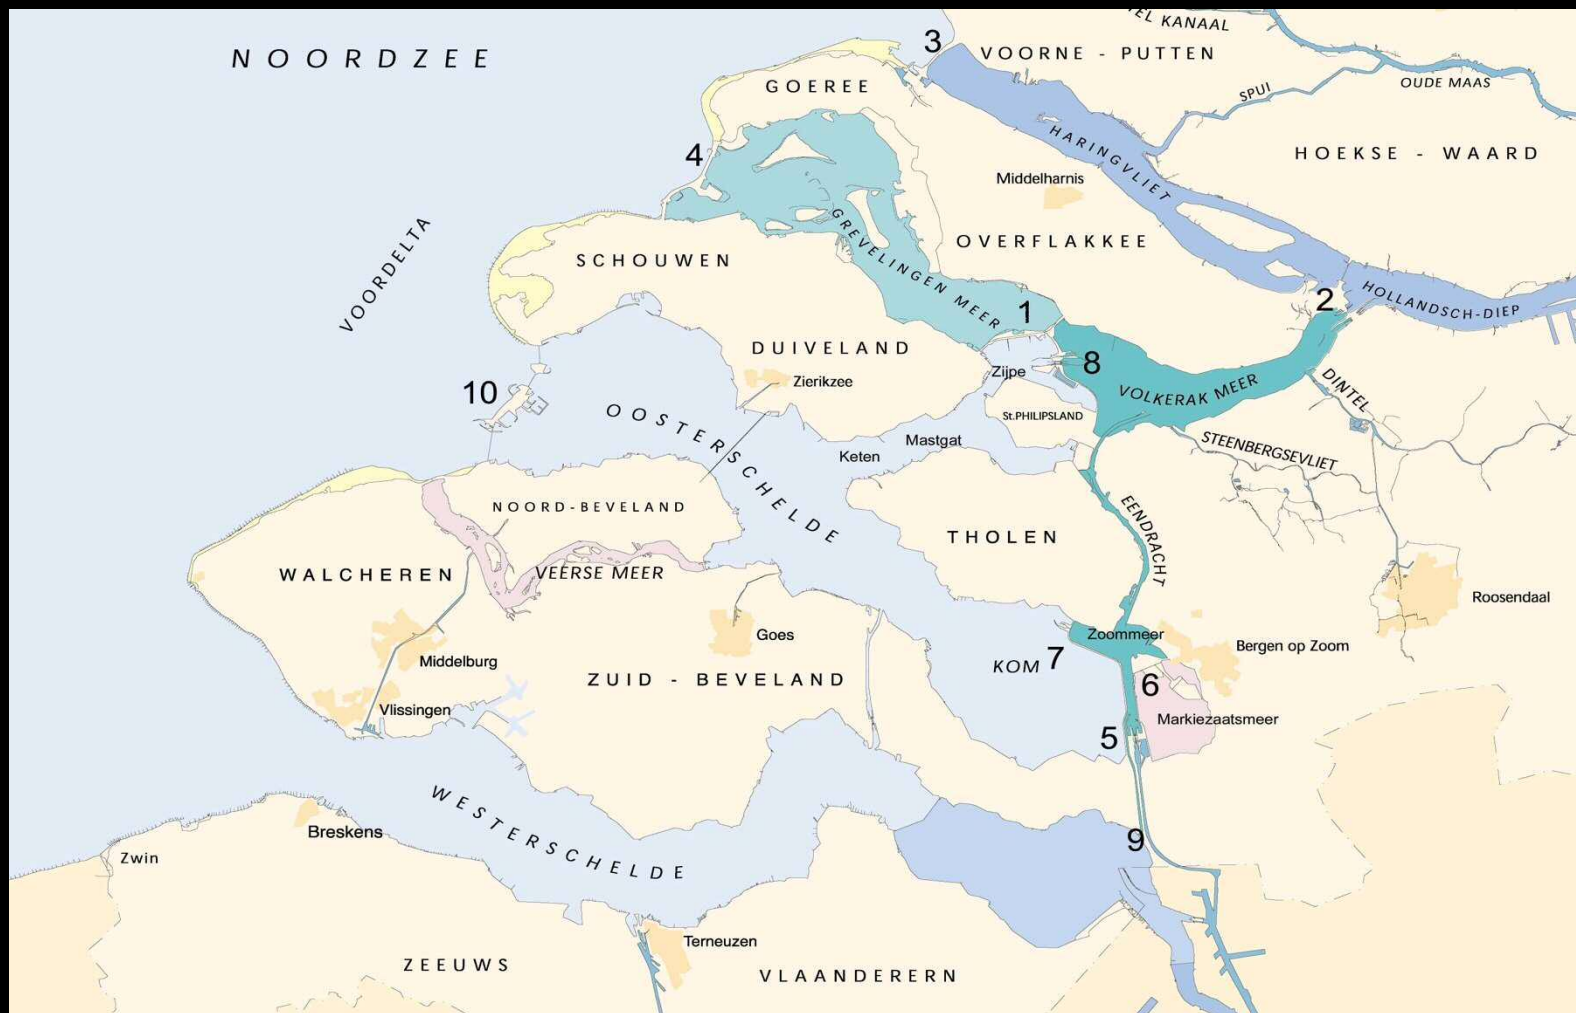 TEL KANAAL
3
NOORDZEE
VOORNE - PUTTEN
GOEREE
SPUI
OUDE MAAS
HARINGVLIET
HOEKSE - WAARD
4
Middelharnis
GREVELINGEN MEER
OVERFLAKKEE
VOORDELTA
SCHOUWEN
HOLLANDSCH-DIEP
2
1
DUIVELAND
8
Zijpe
Zierikzee
10
VOLKERAK MEER
DINTEL
OOSTERSCHELDE
St.PHILIPSLAND
Mastgat
Keten
STEENBERGSEVLIET
NOORD-BEVELAND
EENDRACHT
THOLEN
WALCHEREN
VEERSE MEER
Roosendaal
Zoommeer
Goes
Bergen op Zoom
Middelburg
KOM
7
ZUID - BEVELAND
6
Vlissingen
Markiezaatsmeer
5
WESTERSCHELDE
Breskens
9
Zwin
Terneuzen
ZEEUWS
VLAANDERERN